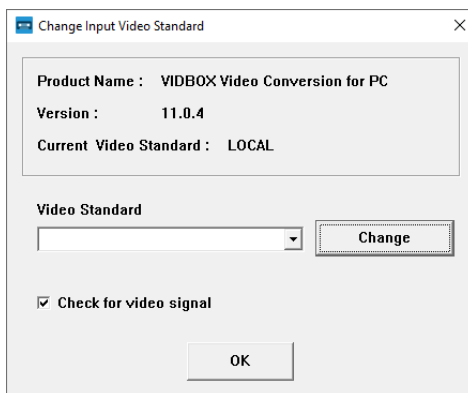 Change Input Video Standard
Product Name : VIDBOX Video Conversion for PC
Version : 11.0.4
Current Video Standard : LOCAL
Video Standard
Change
Check for video signal
OK